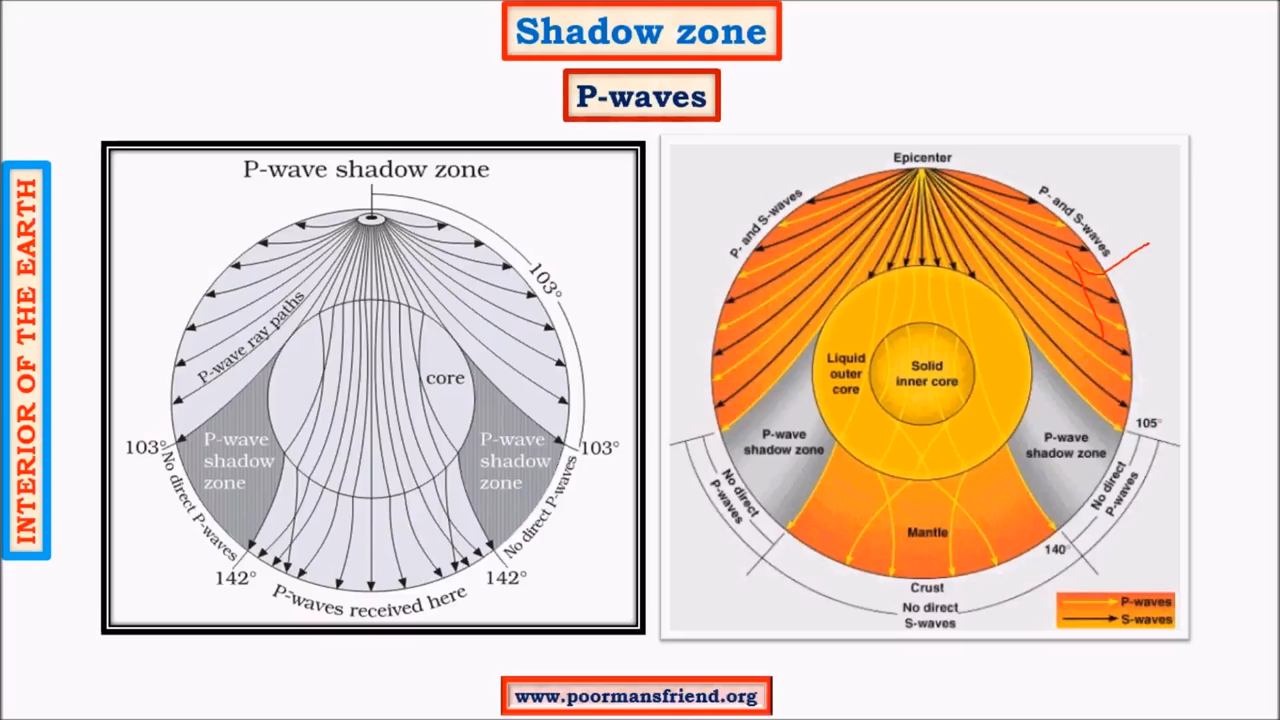 Shadow zone
P-waves
INTERIOR OF THE EARTH
P-wave shadow zone
103°
P-wave ray paths
core
P-wave
shadow
zone
P-wave
shadow
zone
103°
103°
No direct P-waves
No direct P-waves
142°
142°
P-waves received here
Epicenter
P- and S-waves
P- and S-waves
Liquid
outer
core
Solid
inner core
P-wave
shadow zone
P-wave
shadow zone
105°
No direct
P-waves
No direct
P-waves
Mantle
140°
Crust
No direct
S-waves
P-waves
S-waves
www.poormansfriend.org